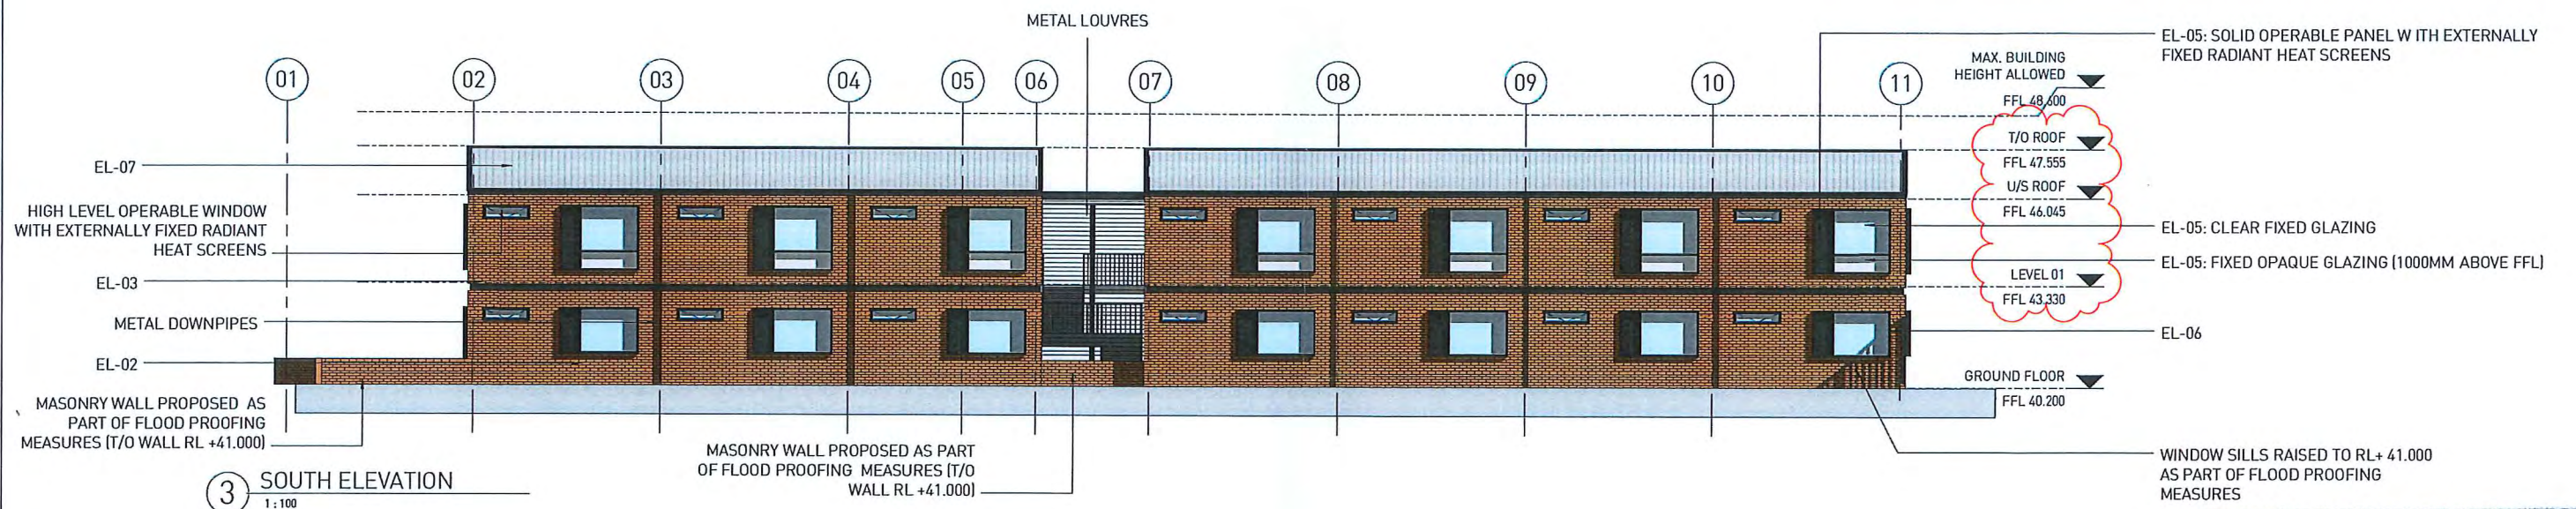 METAL LOUVRES
01
02
03
04
05
06
07
08
09
10
11
EL-07
HIGH LEVEL OPERABLE WINDOW
WITH EXTERNALLY FIXED RADIANT
HEAT SCREENS
EL-03
METAL DOWNPIPES
EL-02
MASONRY WALL PROPOSED AS
PART OF FLOOD PROOFING
MEASURES (T/O WALL RL +41.000)
MASONRY WALL PROPOSED AS PART
OF FLOOD PROOFING MEASURES (T/O
WALL RL +41.000)
MAX. BUILDING
HEIGHT ALLOWED
FFL 48.600
T/O ROOF
FFL 47.555
U/S ROOF
FFL 46.045
LEVEL 01
FFL 43.330
GROUND FLOOR
FFL 40.200
EL-05: SOLID OPERABLE PANEL W ITH EXTERNALLY
FIXED RADIANT HEAT SCREENS
EL-05: CLEAR FIXED GLAZING
EL-05: FIXED OPAQUE GLAZING (1000MM ABOVE FFL)
EL-06
WINDOW SILLS RAISED TO RL+ 41.000
AS PART OF FLOOD PROOFING
MEASURES
3 SOUTH ELEVATION
1 : 100